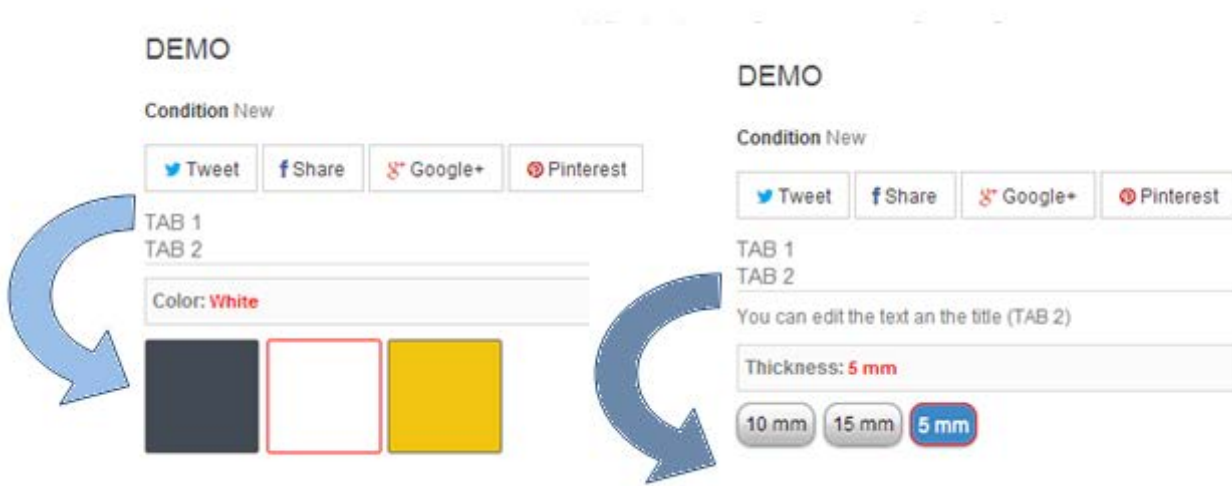 DEMO
Condition New
Tweet Share Google+ Pinterest
TAB 1
TAB 2
Color: White
DEMO
Condition New
Tweet Share Google+ Pinterest
TAB 1
TAB 2
You can edit the text an the title (TAB 2)
Thickness: 5 mm
10 mm 15 mm 5 mm